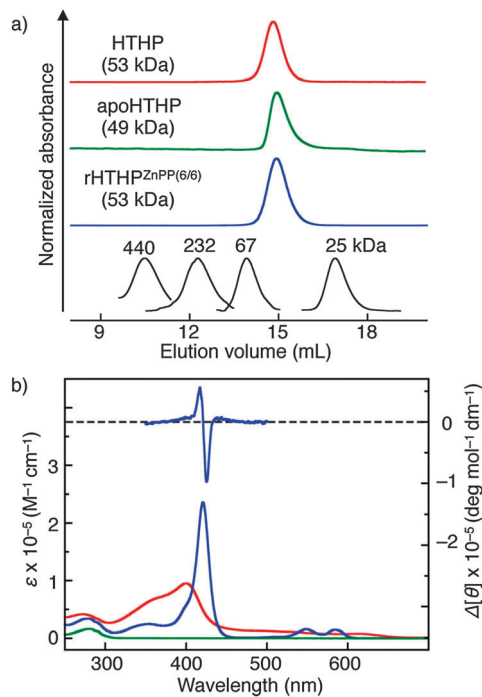 a)
Normalized absorbance
HTHP
(53 kDa)
apoHTHP
(49 kDa)
rHTHP^ZnPP(6/6)
(53 kDa)
440 232 67 25 kDa
9 12 15 18
Elution volume (mL)
b)
ε x 10⁻⁵ (M⁻¹ cm⁻¹)
3
2
1
0
0
−1
−2
Δ[θ] x 10⁻⁵ (deg mol⁻¹ dm⁻¹)
300 400 500 600
Wavelength (nm)